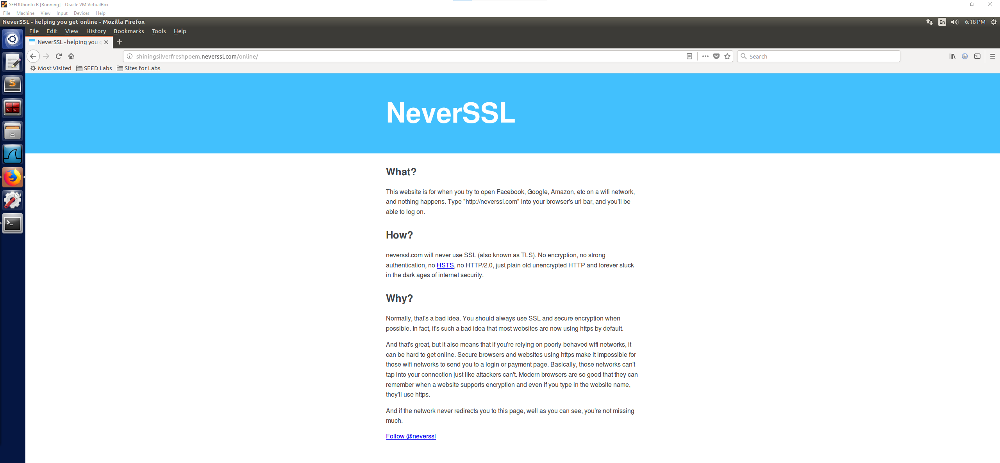 SEEDUbuntu B [Running] - Oracle VM VirtualBox
File Machine View Input Devices Help
NeverSSL - helping you get online - Mozilla Firefox
En 6:18 PM
File Edit View History Bookmarks Tools Help
NeverSSL - helping you g
shiningsilverfreshpoem.neverssl.com/online/
Search
Most Visited SEED Labs Sites for Labs
NeverSSL
What?
This website is for when you try to open Facebook, Google, Amazon, etc on a wifi network,
and nothing happens. Type "http://neverssl.com" into your browser's url bar, and you'll be
able to log on.
How?
neverssl.com will never use SSL (also known as TLS). No encryption, no strong
authentication, no HSTS, no HTTP/2.0, just plain old unencrypted HTTP and forever stuck
in the dark ages of internet security.
Why?
Normally, that's a bad idea. You should always use SSL and secure encryption when
possible. In fact, it's such a bad idea that most websites are now using https by default.
And that's great, but it also means that if you're relying on poorly-behaved wifi networks, it
can be hard to get online. Secure browsers and websites using https make it impossible for
those wifi networks to send you to a login or payment page. Basically, those networks can't
tap into your connection just like attackers can't. Modern browsers are so good that they can
remember when a website supports encryption and even if you type in the website name,
they'll use https.
And if the network never redirects you to this page, well as you can see, you're not missing
much.
Follow @neverssl